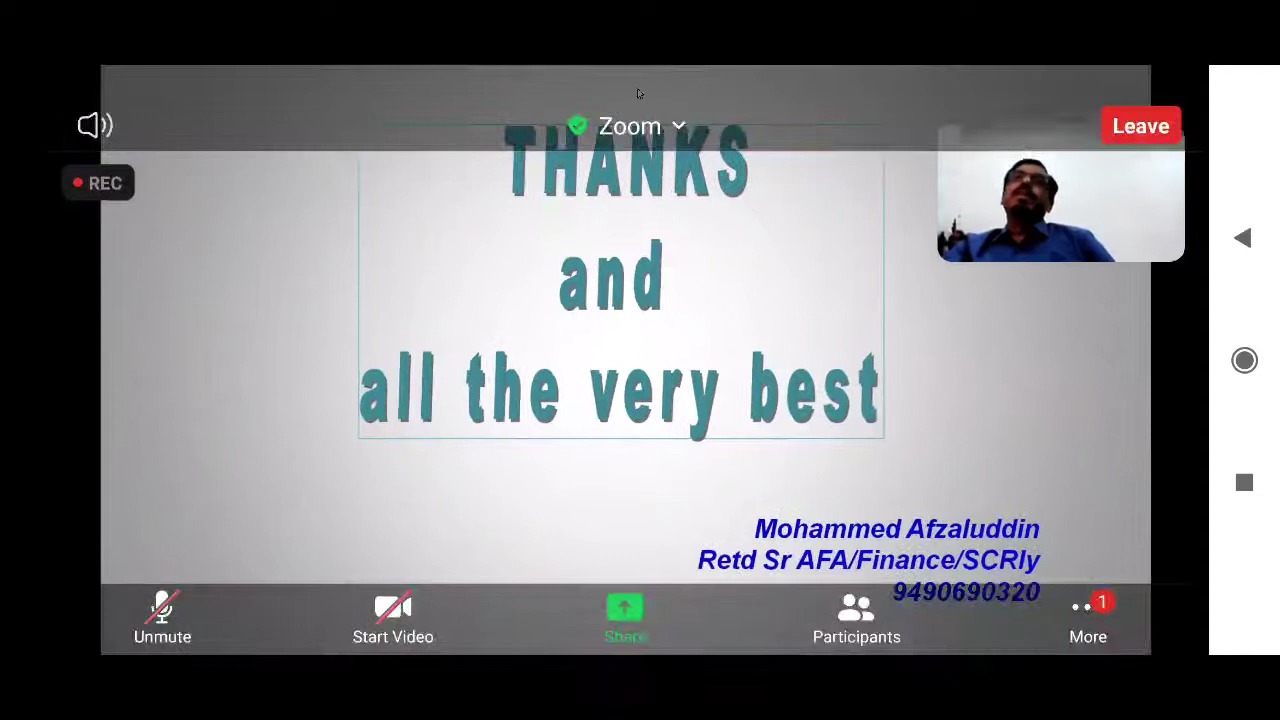 Zoom
Leave
REC
THANKS
and
all the very best
Mohammed Afzaluddin
Retd Sr AFA/Finance/SCRly
9490690320
Unmute
Start Video
Share
Participants
1
More